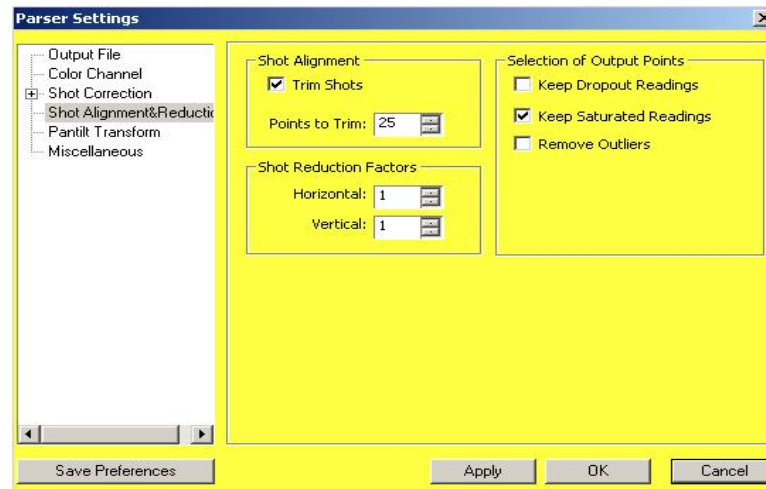 Parser Settings
Output File
Color Channel
Shot Correction
Shot Alignment&Reductic
Pantilt Transform
Miscellaneous
Shot Alignment
Trim Shots
Points to Trim: 25
Shot Reduction Factors
Horizontal: 1
Vertical: 1
Selection of Output Points
Keep Dropout Readings
Keep Saturated Readings
Remove Outliers
Save Preferences
Apply
OK
Cancel